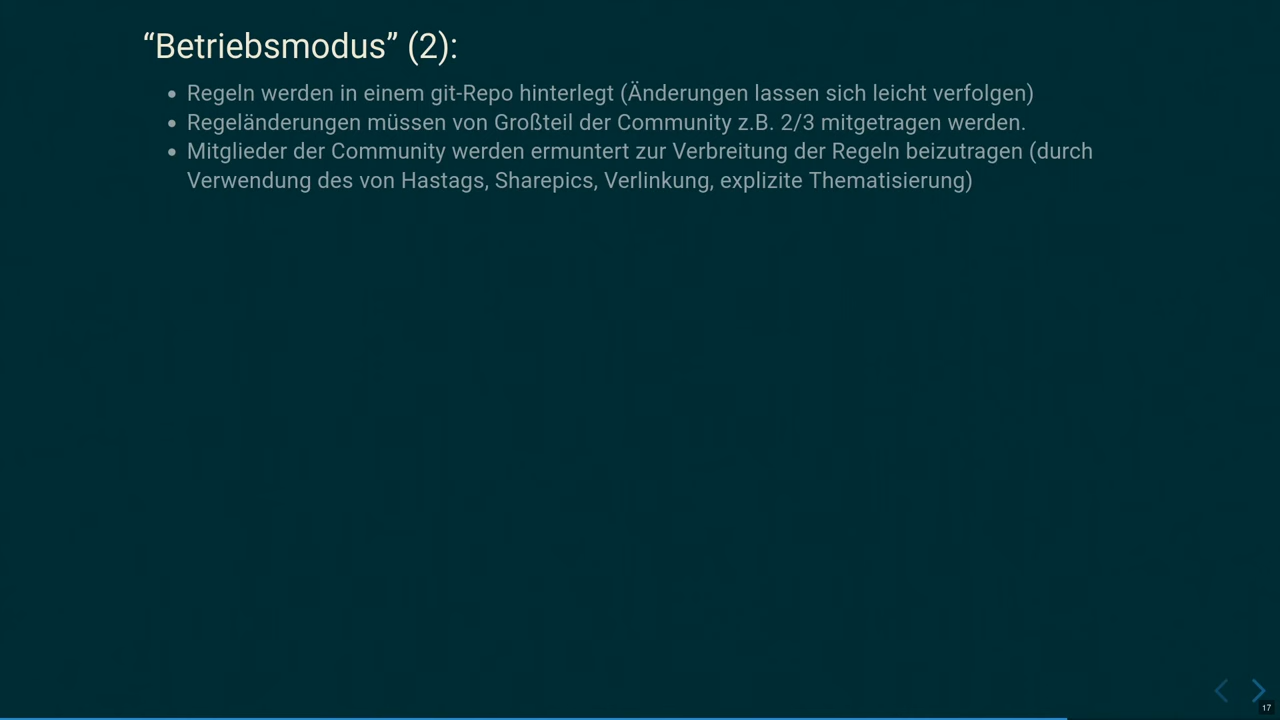 “Betriebsmodus” (2):
Regeln werden in einem git-Repo hinterlegt (Änderungen lassen sich leicht verfolgen)
Regeländerungen müssen von Großteil der Community z.B. 2/3 mitgetragen werden.
Mitglieder der Community werden ermuntert zur Verbreitung der Regeln beizutragen (durch
Verwendung des von Hastags, Sharepics, Verlinkung, explizite Thematisierung)
17